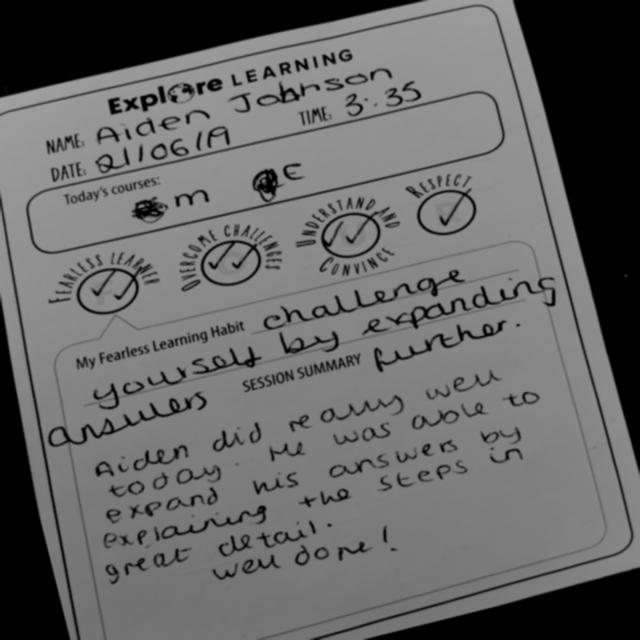 Explore LEARNING
NAME: Aiden Johnson TIME: 3:35
DATE: 21/06/19
Today's courses:
m E
FEARLESS LEARNER OVERCOME CHALLENGES UNDERSTAND AND CONVINCE RESPECT
My Fearless Learning Habit challenge
yourself by expanding
answers further.
SESSION SUMMARY
Aiden did really well
today. He was able to
expand his answers by
explaining the steps in
great detail.
well done!